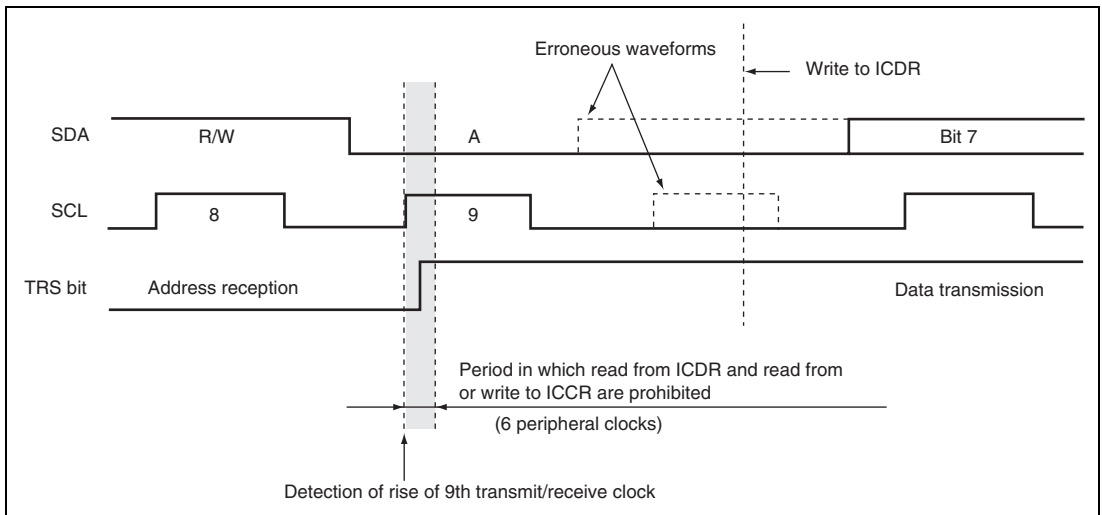 Erroneous waveforms
Write to ICDR
SDA
R/W
A
Bit 7
SCL
8
9
TRS bit
Address reception
Data transmission
Period in which read from ICDR and read from
or write to ICCR are prohibited
(6 peripheral clocks)
Detection of rise of 9th transmit/receive clock